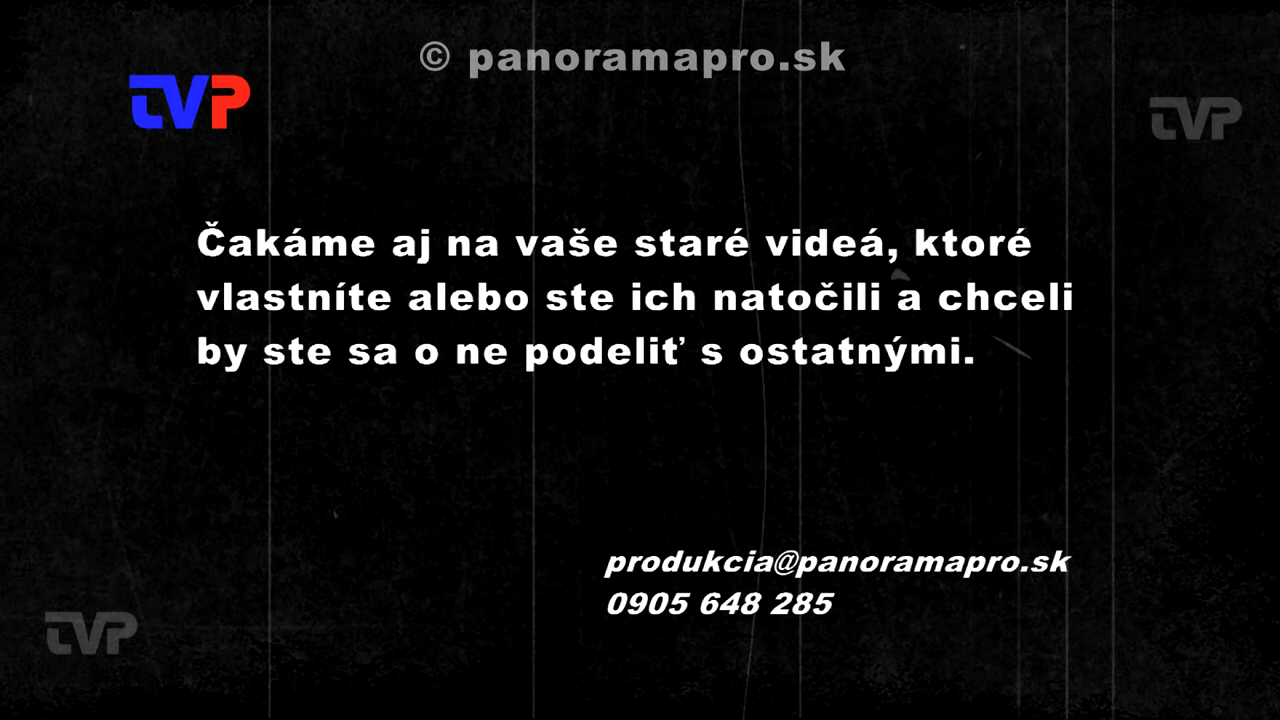 © panoramapro.sk
TVP
TVP
Čakáme aj na vaše staré videá, ktoré
vlastníte alebo ste ich natočili a chceli
by ste sa o ne podeliť s ostatnými.
produkcia@panoramapro.sk
0905 648 285
TVP